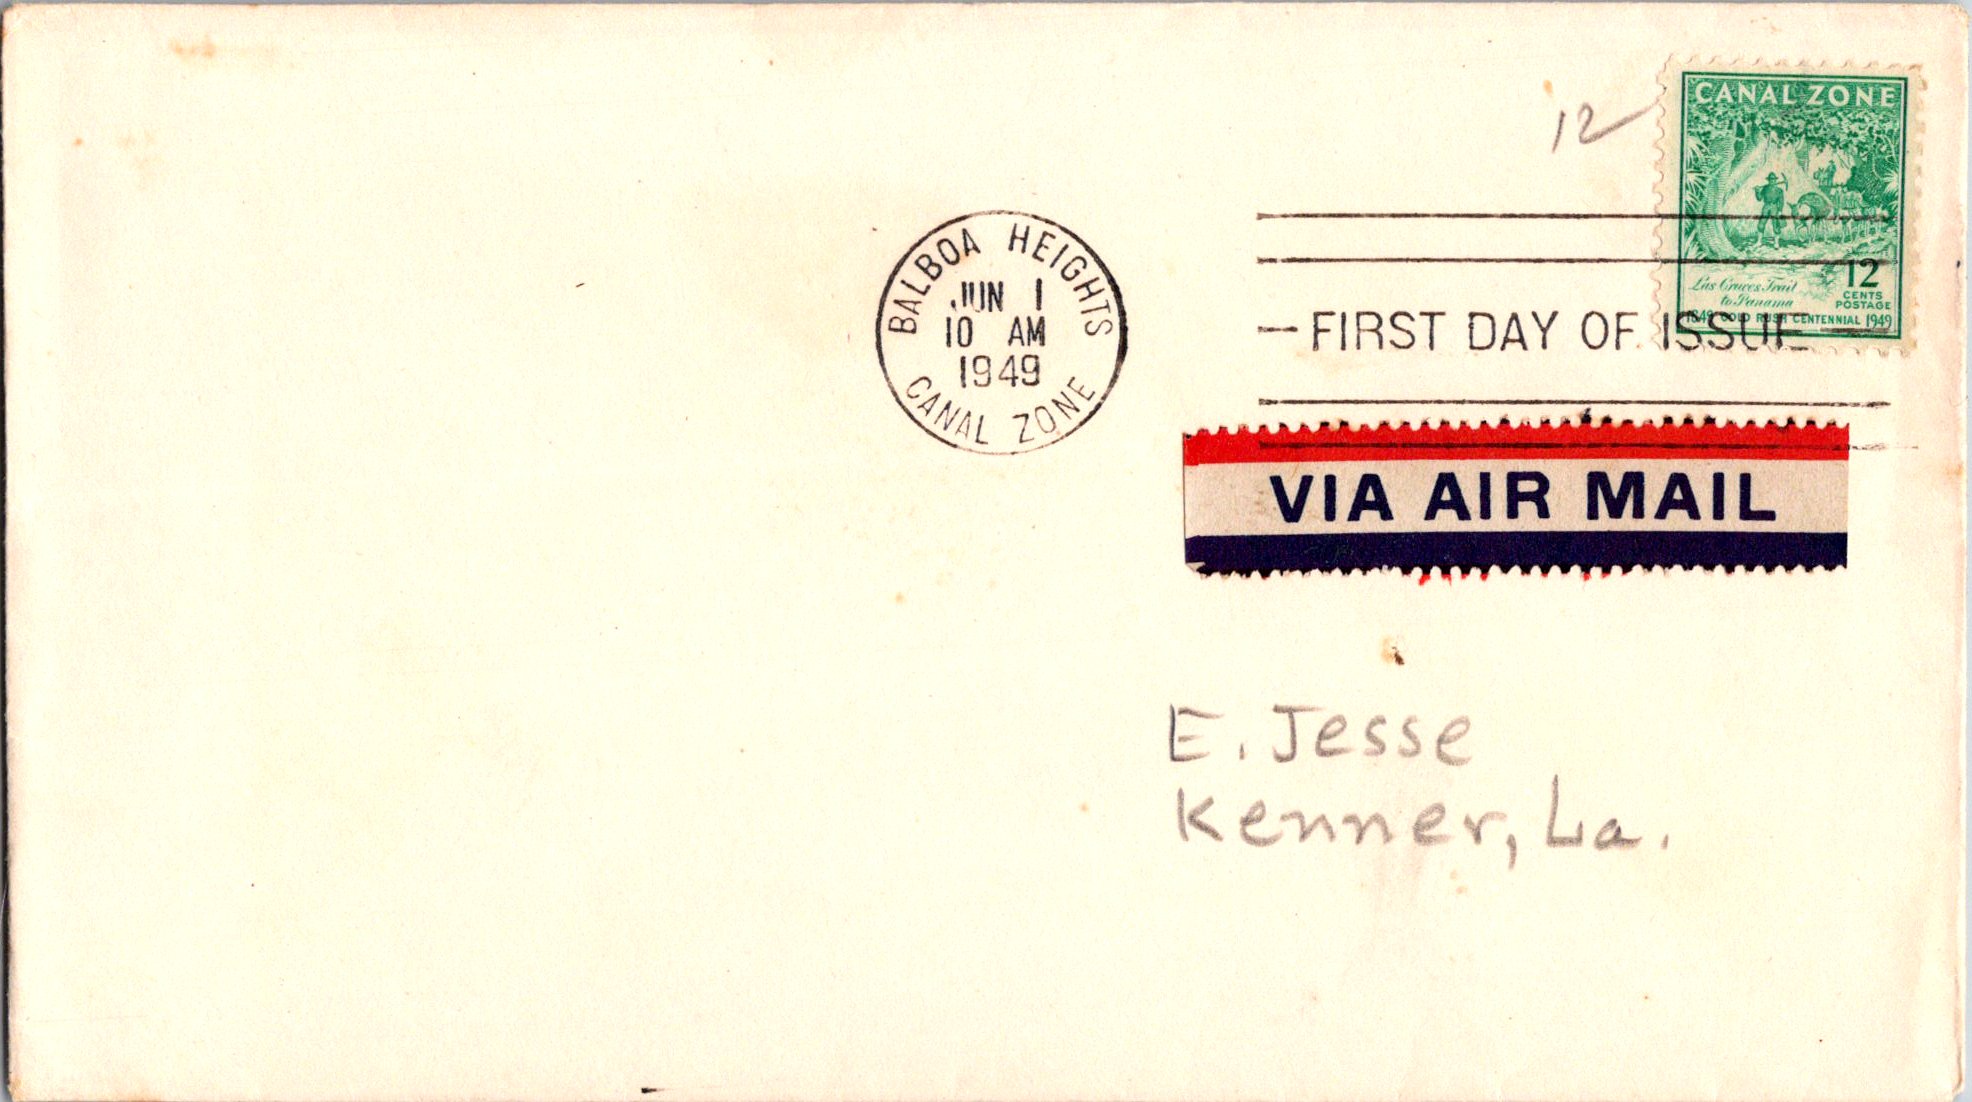 12
CANAL ZONE
Las Cruces Trail
to Panama
12
CENTS
POSTAGE
1849 GOLD RUSH CENTENNIAL 1949
BALBOA HEIGHTS
JUN 1
10 AM
1949
CANAL ZONE
FIRST DAY OF ISSUE
VIA AIR MAIL
E. Jesse
Kenner, La.